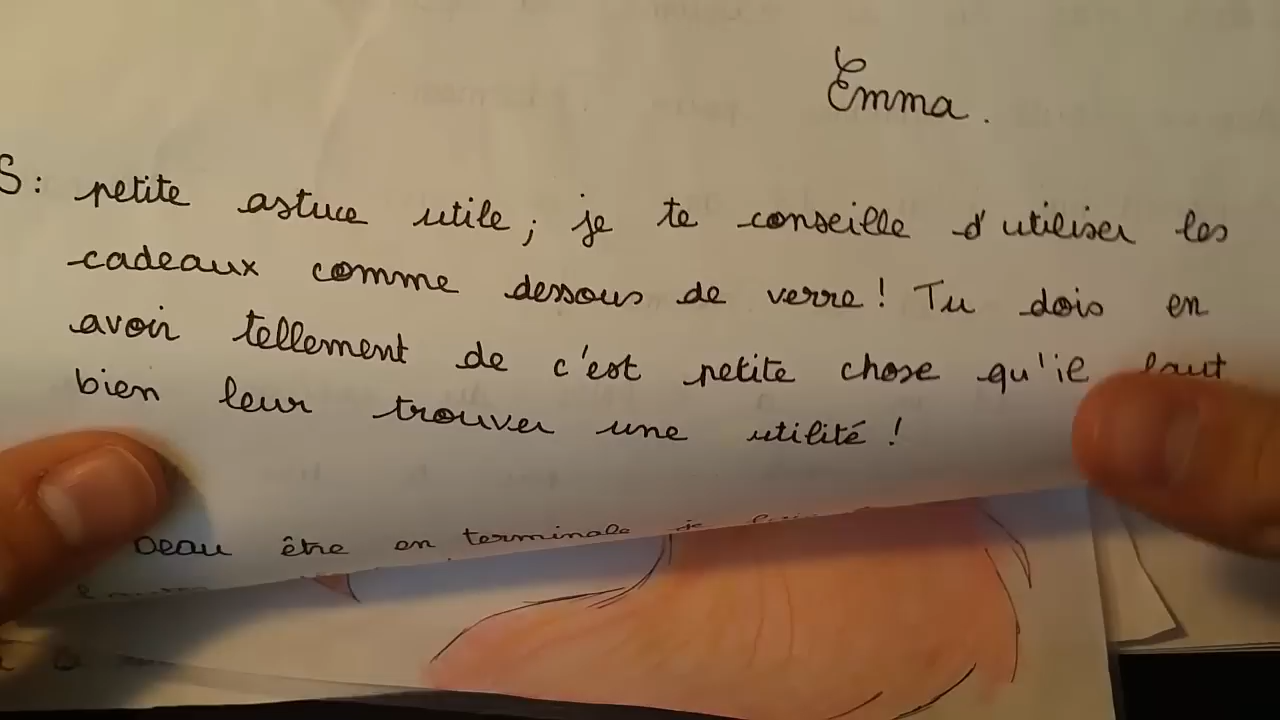 Emma.
S: petite astuce utile; je te conseille d'utiliser les
cadeaux comme dessous de verre! Tu dois en
avoir tellement de c'est petite chose qu'il faut
bien leur trouver une utilité!
beau être en terminale je